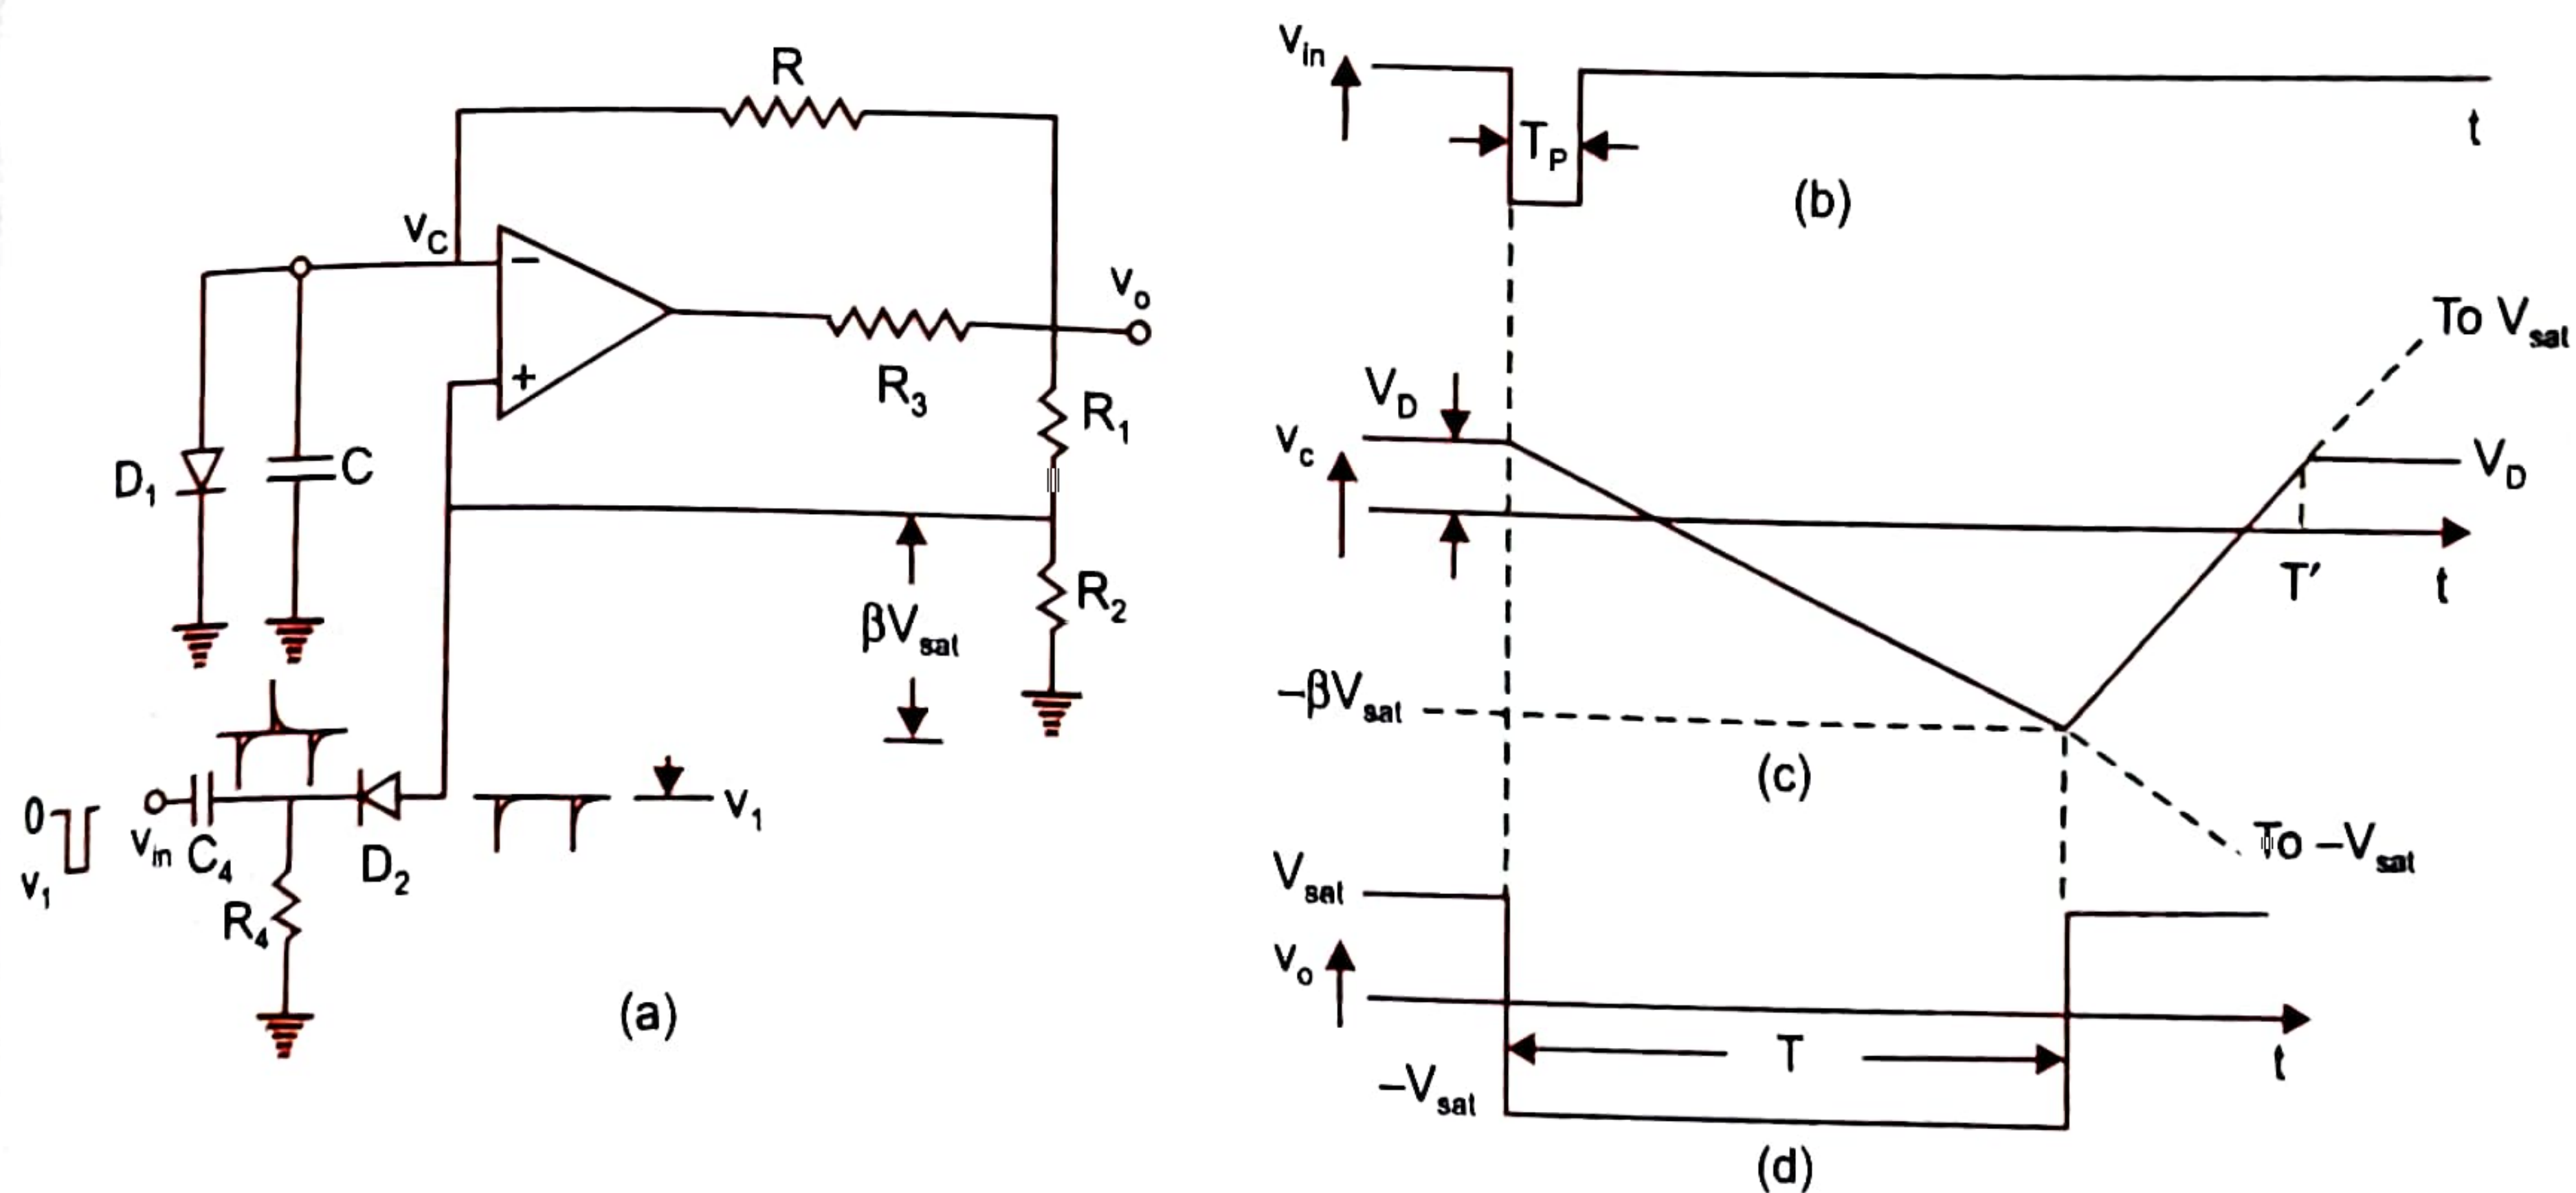 R
v_C
−
+
v_o
R_3
R_1
D_1
C
R_2
βV_sat
0
v_1
v_in
C_4
D_2
v_1
R_4
(a)
v_in
T_P
t
(b)
To V_sat
V_D
v_c
V_D
T′
t
−βV_sat
(c)
To −V_sat
V_sat
v_o
T
t
−V_sat
(d)